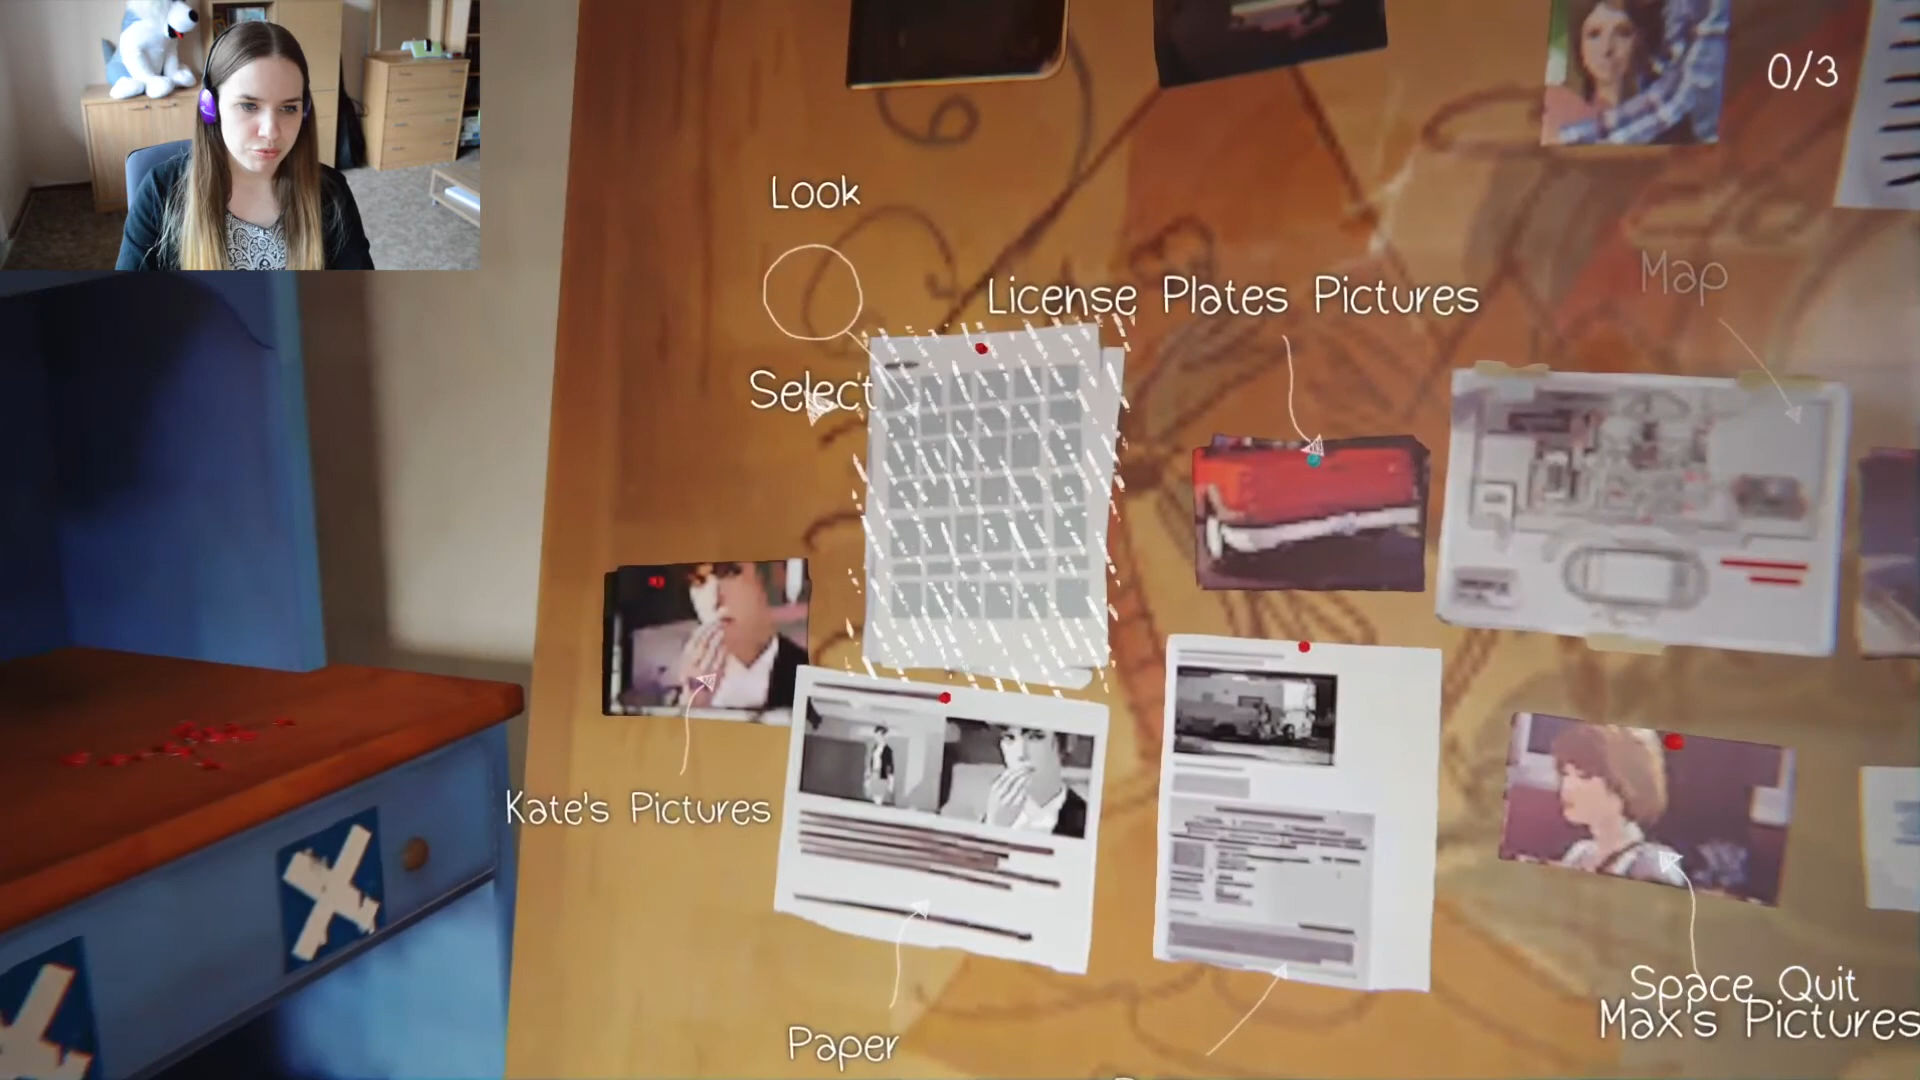 0/3
Look
License Plates Pictures
Map
Select
Kate's Pictures
Space Quit
Max's Pictures
Paper